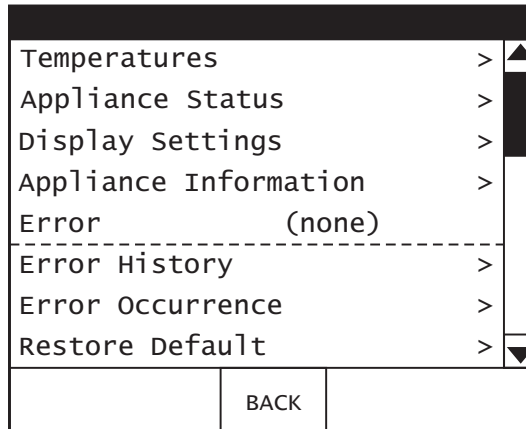 Temperatures >
Appliance Status >
Display Settings >
Appliance Information >
Error (none)
Error History >
Error Occurrence >
Restore Default >
BACK